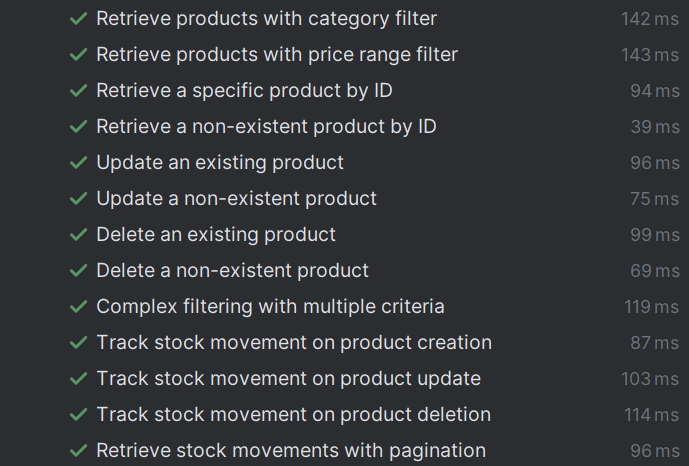 Retrieve products with category filter 142 ms
Retrieve products with price range filter 143 ms
Retrieve a specific product by ID 94 ms
Retrieve a non-existent product by ID 39 ms
Update an existing product 96 ms
Update a non-existent product 75 ms
Delete an existing product 99 ms
Delete a non-existent product 69 ms
Complex filtering with multiple criteria 119 ms
Track stock movement on product creation 87 ms
Track stock movement on product update 103 ms
Track stock movement on product deletion 114 ms
Retrieve stock movements with pagination 96 ms